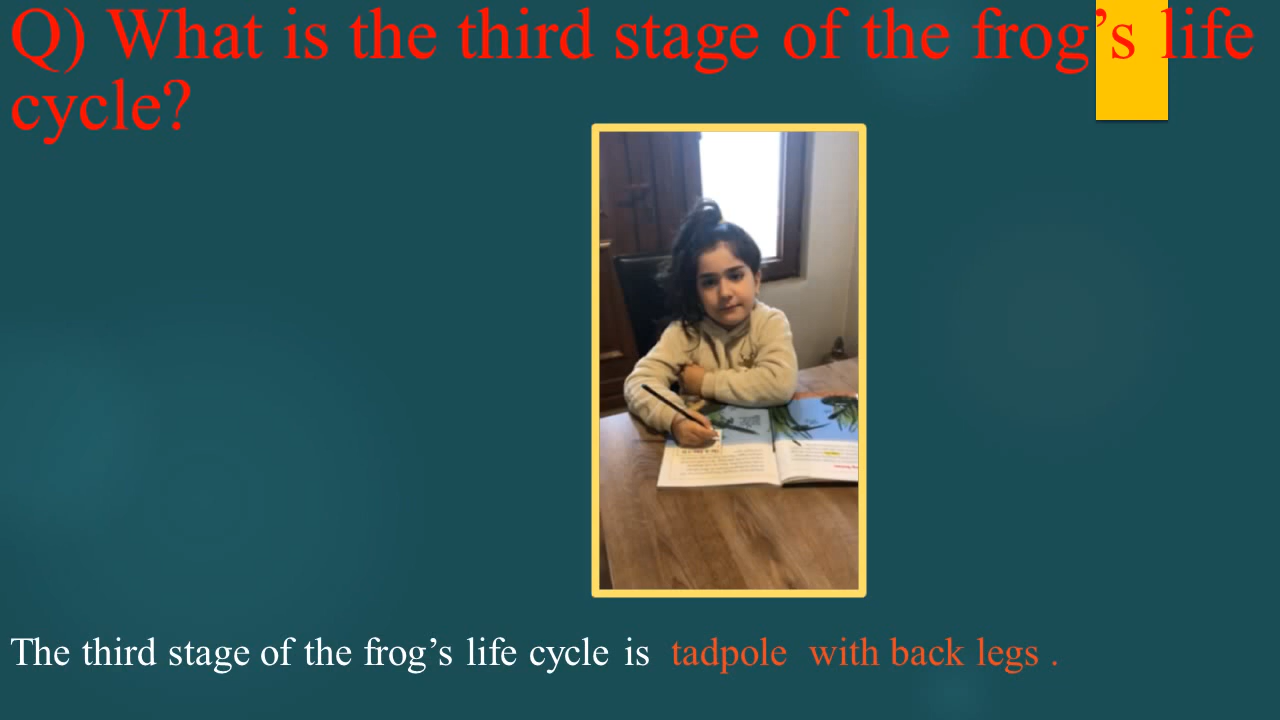 Q) What is the third stage of the frog’s life
cycle?
The third stage of the frog’s life cycle is tadpole with back legs .